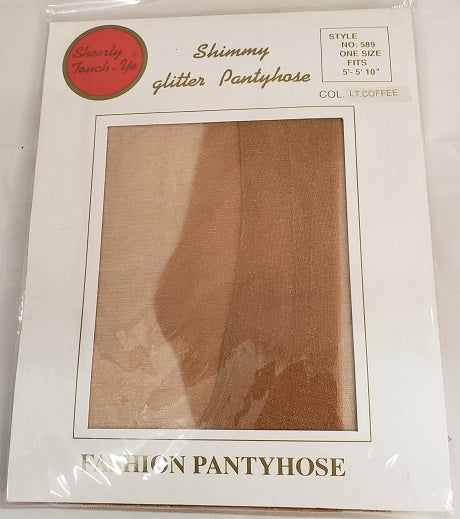 Sheerly
Touch-Ya
Shimmy
glitter Pantyhose
STYLE
NO: 589
ONE SIZE
FITS
5'- 5' 10"
COL. LT.COFFEE
FASHION PANTYHOSE